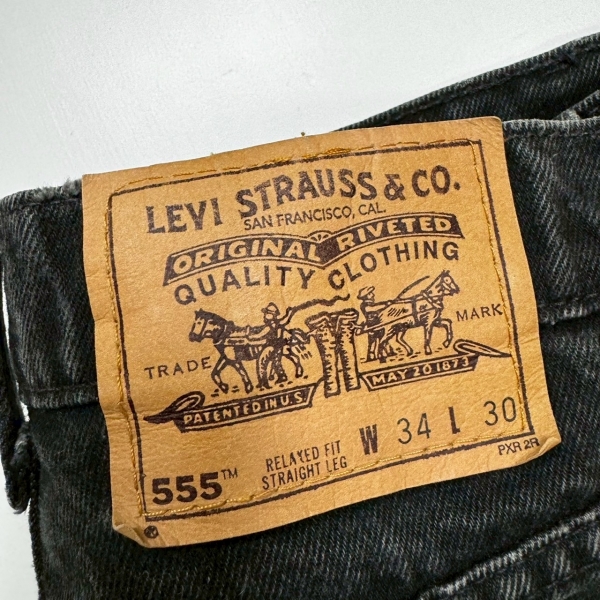 LEVI STRAUSS & CO.
SAN FRANCISCO, CAL.
ORIGINAL RIVETED
QUALITY CLOTHING
TRADE MARK
PATENTED IN U.S
MAY 20 1873
555™ RELAXED FIT
STRAIGHT LEG
W 34 L 30
PXR 2R
®